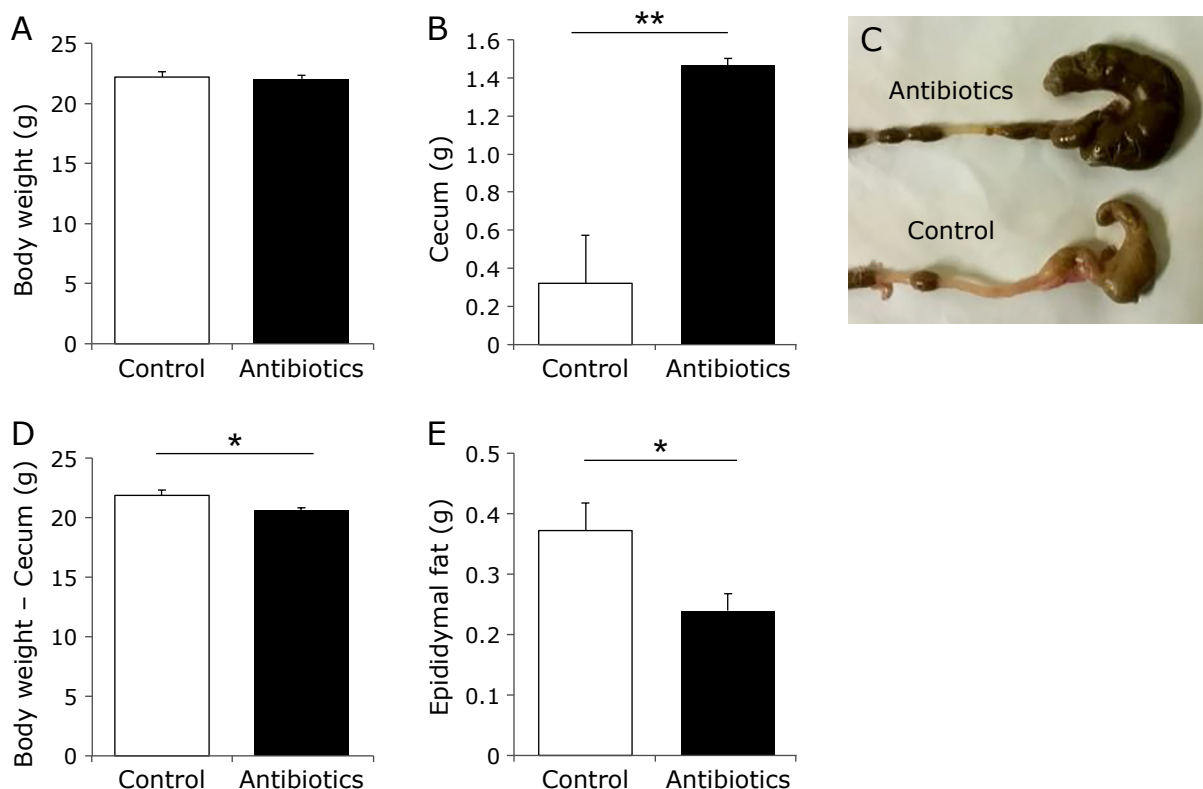 A
Body weight (g)
25
20
15
10
5
0
Control
Antibiotics
B
**
Cecum (g)
1.6
1.4
1.2
1.0
0.8
0.6
0.4
0.2
0
Control
Antibiotics
C
Antibiotics
Control
D
*
Body weight – Cecum (g)
25
20
15
10
5
0
Control
Antibiotics
E
*
Epididymal fat (g)
0.5
0.4
0.3
0.2
0.1
0
Control
Antibiotics